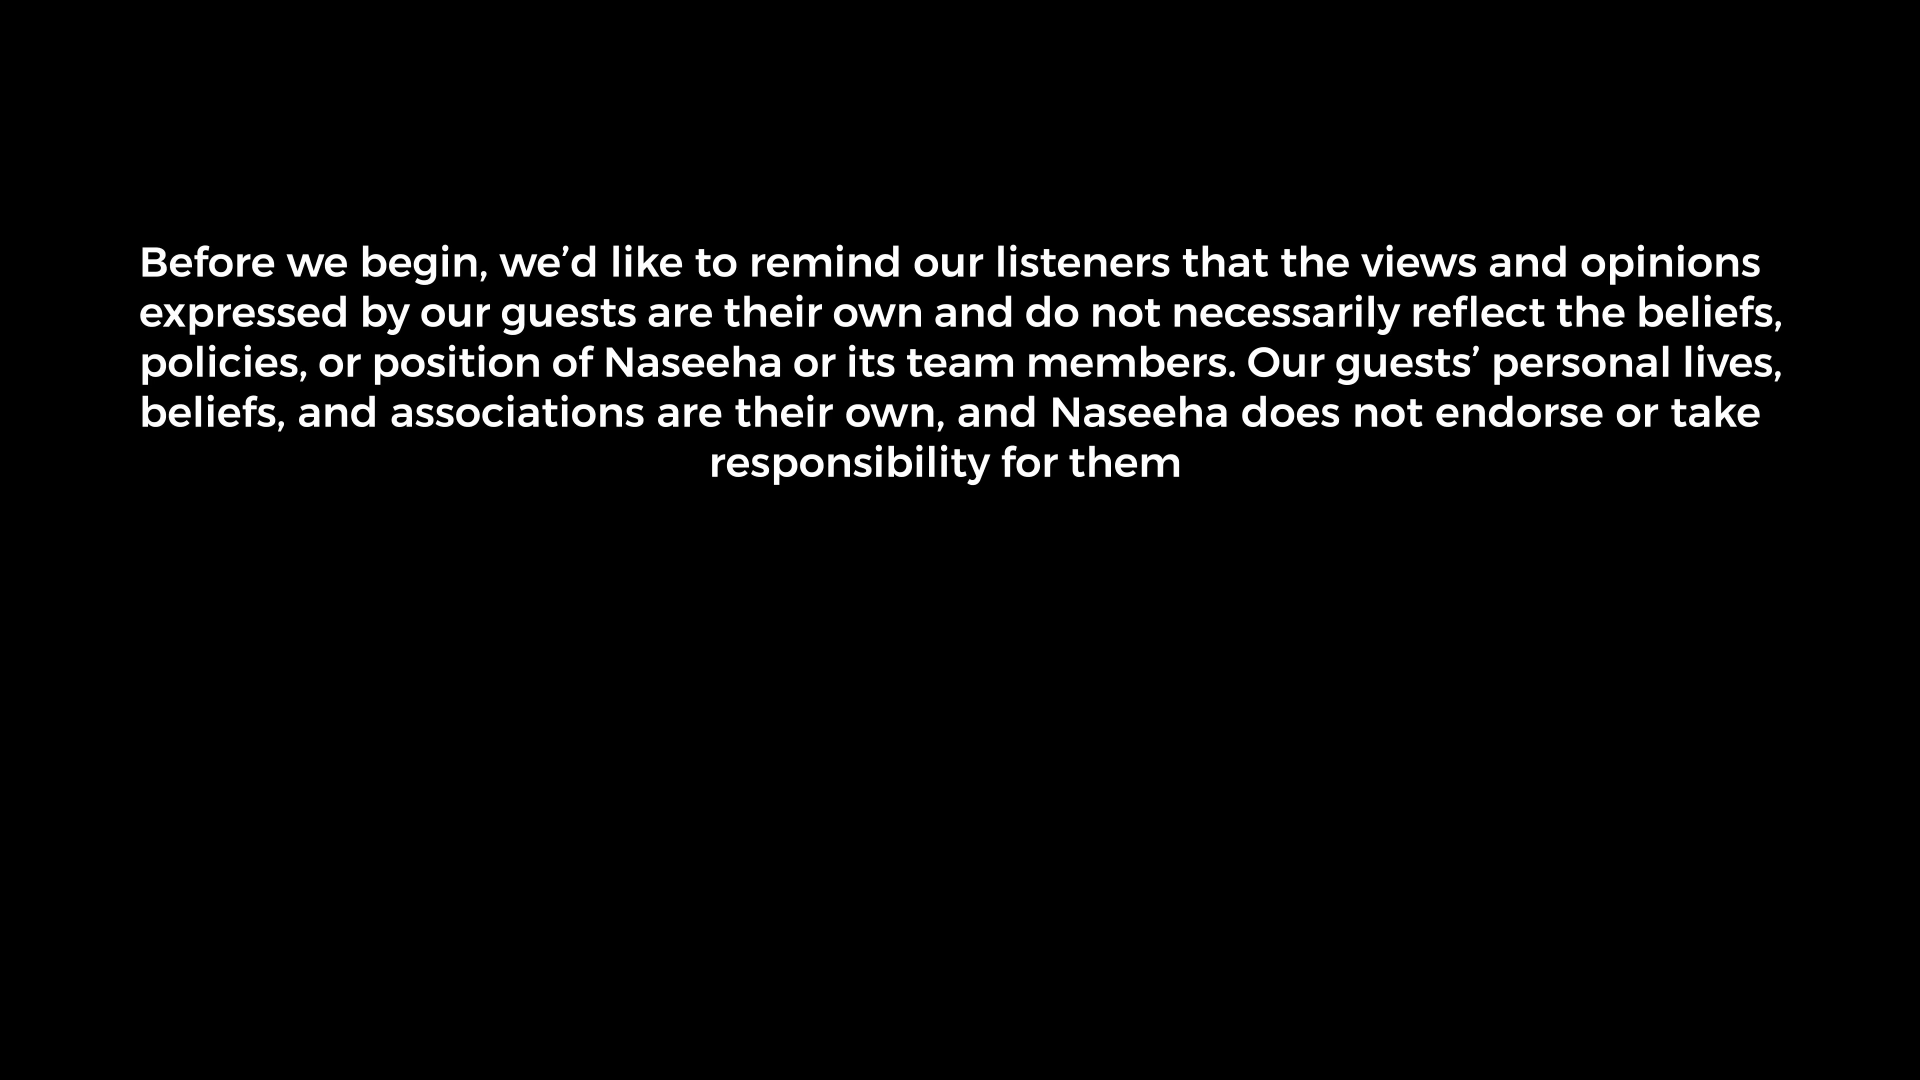 Before we begin, we’d like to remind our listeners that the views and opinions
expressed by our guests are their own and do not necessarily reflect the beliefs,
policies, or position of Naseeha or its team members. Our guests’ personal lives,
beliefs, and associations are their own, and Naseeha does not endorse or take
responsibility for them